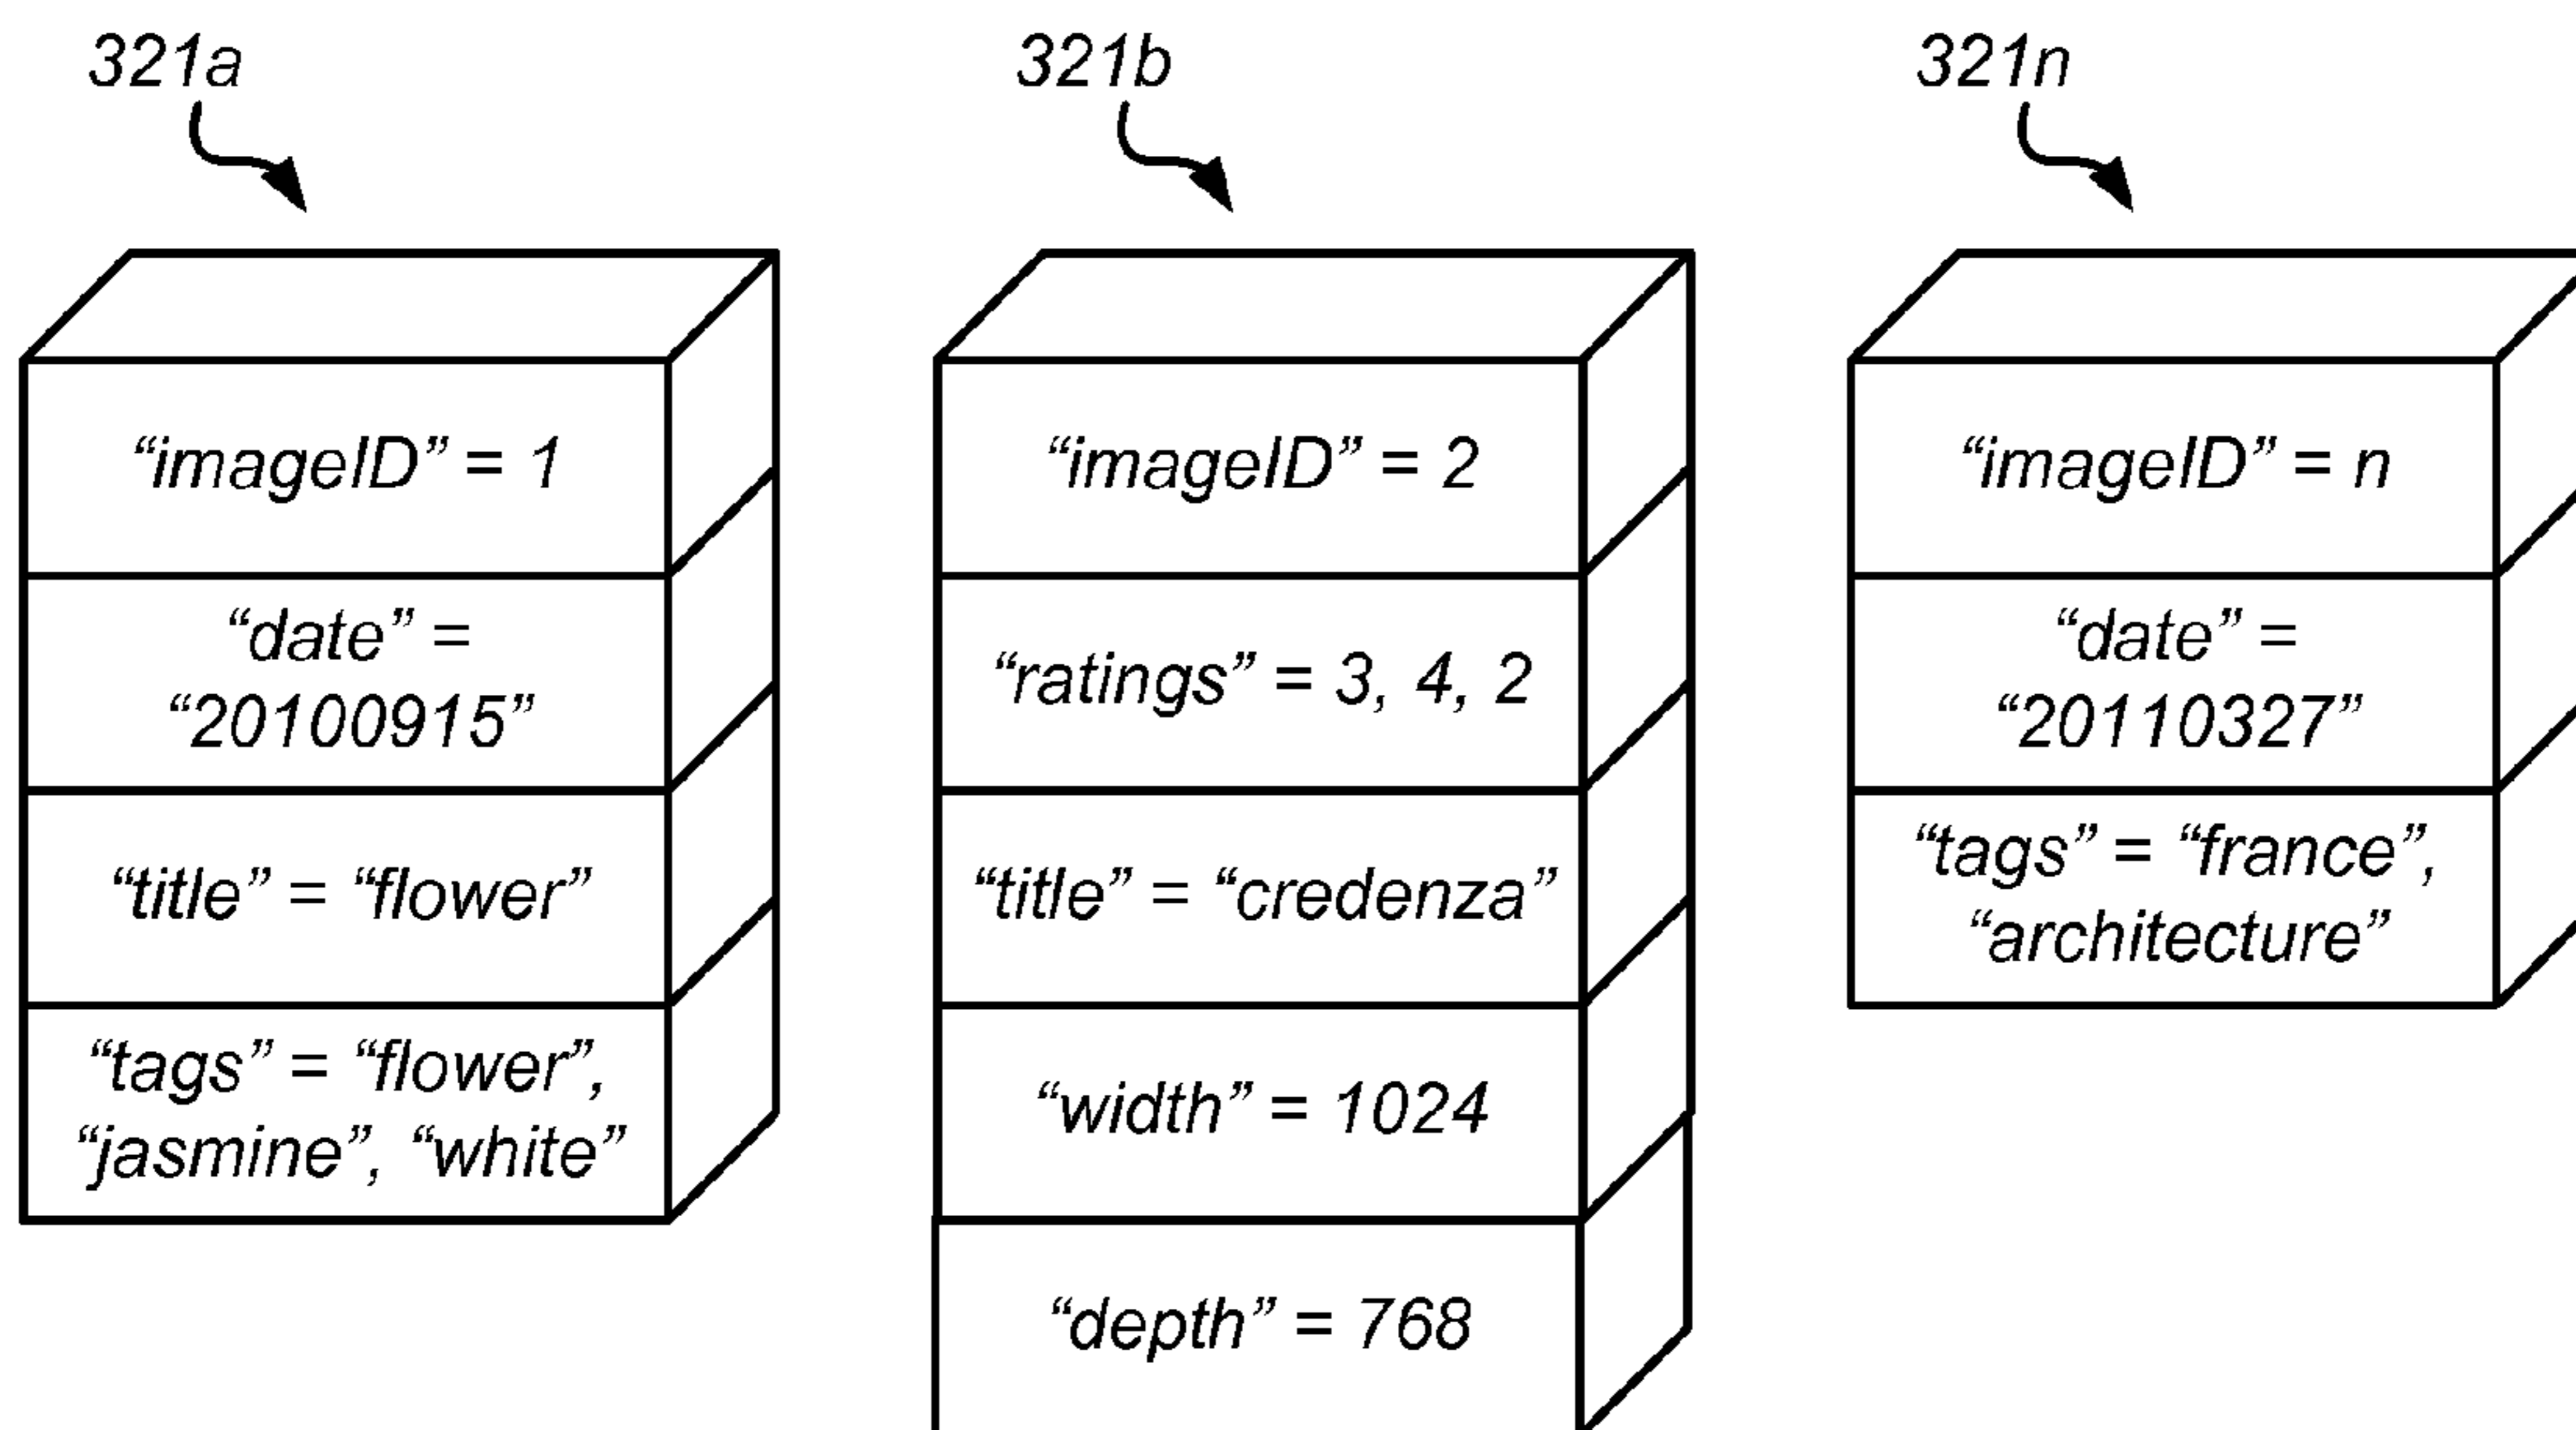 321a
“imageID” = 1
“date” =
“20100915”
“title” = “flower”
“tags” = “flower”,
“jasmine”, “white”
321b
“imageID” = 2
“ratings” = 3, 4, 2
“title” = “credenza”
“width” = 1024
“depth” = 768
321n
“imageID” = n
“date” =
“20110327”
“tags” = “france”,
“architecture”